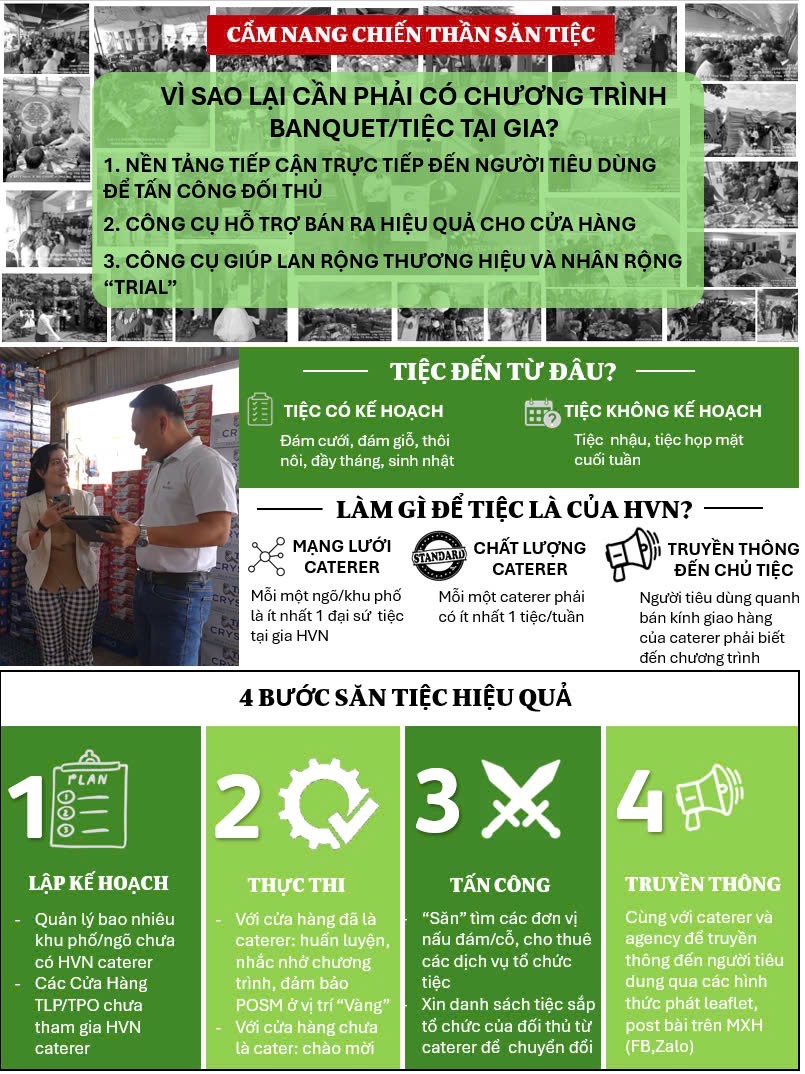 CẨM NANG CHIẾN THẦN SĂN TIỆC
VÌ SAO LẠI CẦN PHẢI CÓ CHƯƠNG TRÌNH
BANQUET/TIỆC TẠI GIA?
1. NỀN TẢNG TIẾP CẬN TRỰC TIẾP ĐẾN NGƯỜI TIÊU DÙNG
ĐỂ TẤN CÔNG ĐỐI THỦ
2. CÔNG CỤ HỖ TRỢ BÁN RA HIỆU QUẢ CHO CỬA HÀNG
3. CÔNG CỤ GIÚP LAN RỘNG THƯƠNG HIỆU VÀ NHÂN RỘNG
“TRIAL”
TIỆC ĐẾN TỪ ĐÂU?
TIỆC CÓ KẾ HOẠCH
Đám cưới, đám giỗ, thôi
nôi, đầy tháng, sinh nhật
TIỆC KHÔNG KẾ HOẠCH
Tiệc nhậu, tiệc họp mặt
cuối tuần
LÀM GÌ ĐỂ TIỆC LÀ CỦA HVN?
MẠNG LƯỚI
CATERER
Mỗi một ngõ/khu phố
là ít nhất 1 đại sứ tiệc
tại gia HVN
STANDARD
CHẤT LƯỢNG
CATERER
Mỗi một caterer phải
có ít nhất 1 tiệc/tuần
TRUYỀN THÔNG
ĐẾN CHỦ TIỆC
Người tiêu dùng quanh
bán kính giao hàng
của caterer phải biết
đến chương trình
4 BƯỚC SĂN TIỆC HIỆU QUẢ
1
PLAN
1
2
3
LẬP KẾ HOẠCH
- Quản lý bao nhiêu
khu phố/ngõ chưa
có HVN caterer
- Các Cửa Hàng
TLP/TPO chưa
tham gia HVN
caterer
2
THỰC THI
- Với cửa hàng đã là
caterer: huấn luyện,
nhắc nhở chương
trình, đảm bảo
POSM ở vị trí “Vàng”
- Với cửa hàng chưa
là cater: chào mời
3
TẤN CÔNG
- “Săn” tìm các đơn vị
nấu đám/cỗ, cho thuê
các dịch vụ tổ chức
tiệc
- Xin danh sách tiệc sắp
tổ chức của đối thủ từ
caterer để chuyển đổi
4
TRUYỀN THÔNG
Cùng với caterer và
agency để truyền
thông đến người tiêu
dung qua các hình
thức phát leaflet,
post bài trên MXH
(FB,Zalo)